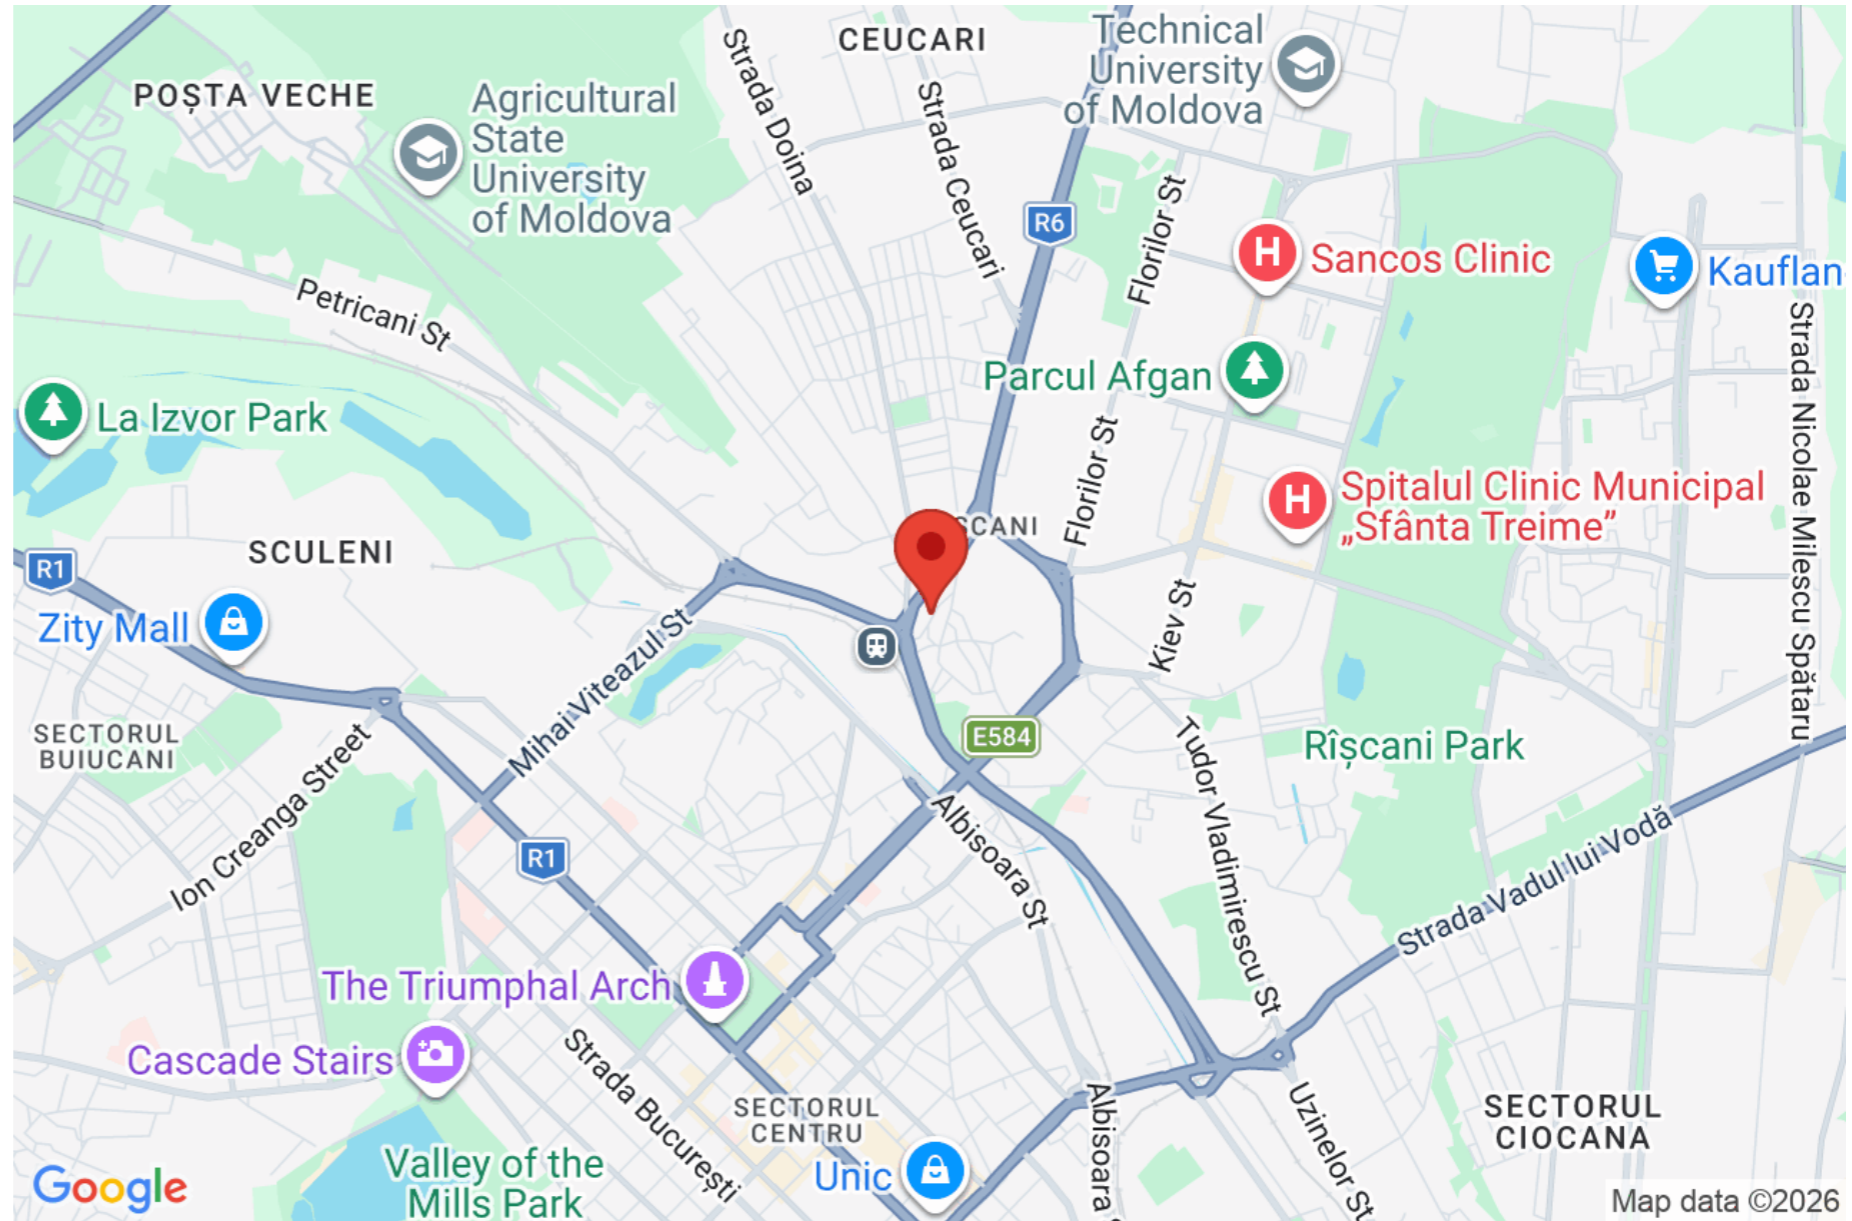 CEUCARI
Technical
University
of Moldova
POȘTA VECHE
Agricultural
State
University
of Moldova
Strada Doina
Strada Ceucari
R6
Florilor St
Sancos Clinic
Kauflan
Petricani St
Parcul Afgan
Strada Nicolae Milescu Spătaru
La Izvor Park
Florilor St
Spitalul Clinic Municipal
„Sfânta Treime”
SCANI
SCULENI
R1
Zity Mall
Mihai Viteazul St
Kiev St
SECTORUL
BUIUCANI
E584
Rîșcani Park
Ion Creanga Street
Tudor Vladimirescu St
R1
Albisoara St
Strada Vadul lui Vodă
The Triumphal Arch
Cascade Stairs
Strada București
SECTORUL
CENTRU
Albisoara
Uzinelor St
SECTORUL
CIOCANA
Valley of the
Mills Park
Unic
Google
Map data ©2026